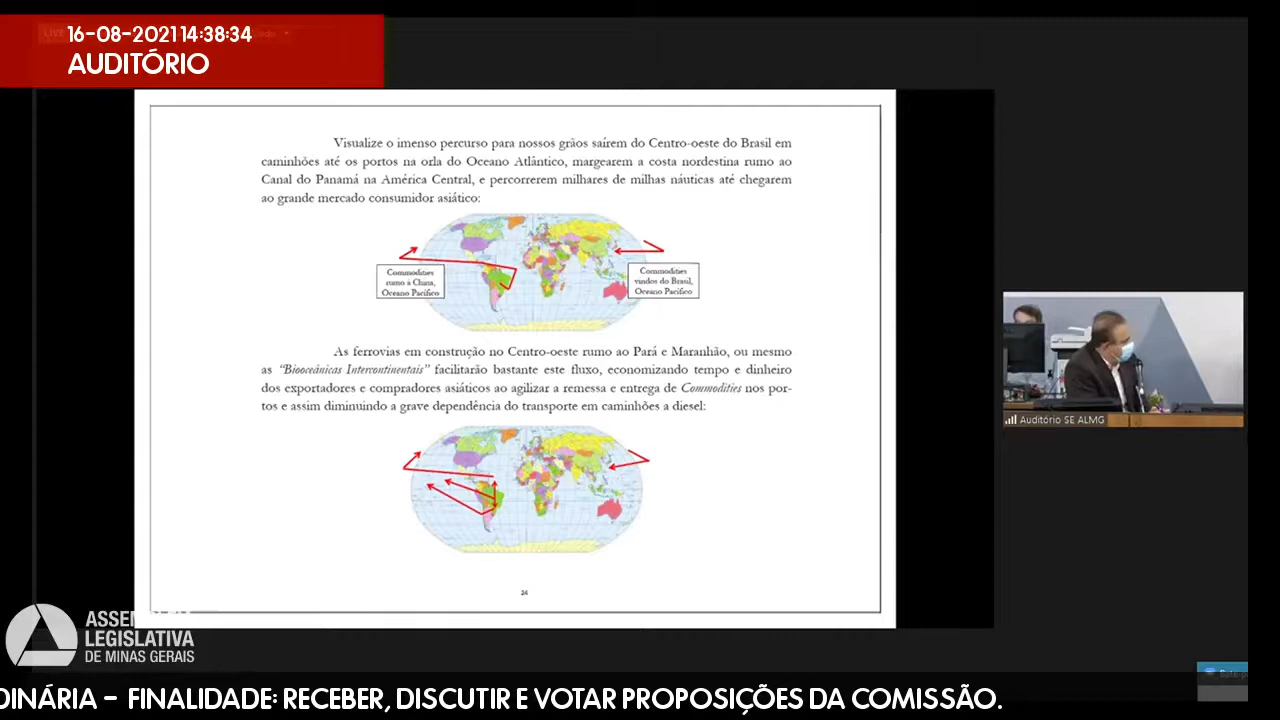 LIVE
16-08-2021 14:38:34
AUDITÓRIO
Visualize o imenso percurso para nossos grãos saírem do Centro-oeste do Brasil em
caminhões até os portos na orla do Oceano Atlântico, margearem a costa nordestina rumo ao
Canal do Panamá na América Central, e percorrerem milhares de milhas náuticas até chegarem
ao grande mercado consumidor asiático:
Commodities
rumo à China,
Oceano Pacífico
Commodities
vindos do Brasil,
Oceano Pacífico
As ferrovias em construção no Centro-oeste rumo ao Pará e Maranhão, ou mesmo
as “Biooceânicas Intercontinentais” facilitarão bastante este fluxo, economizando tempo e dinheiro
dos exportadores e compradores asiáticos ao agilizar a remessa e entrega de Commodities nos por-
tos e assim diminuindo a grave dependência do transporte em caminhões a diesel:
24
Auditório SE ALMG
LEGISLATIVA
DE MINAS GERAIS
DINÁRIA – FINALIDADE: RECEBER, DISCUTIR E VOTAR PROPOSIÇÕES DA COMISSÃO.